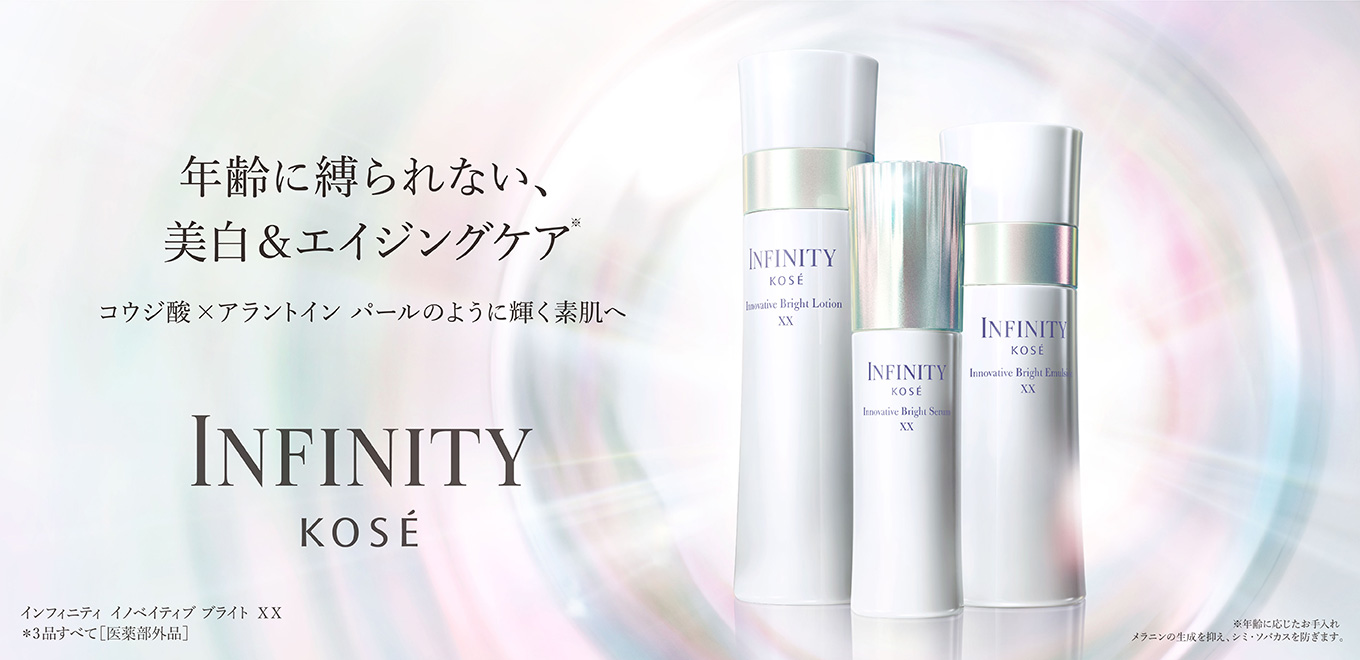 年齢に縛られない、
美白&エイジングケア※
コウジ酸×アラントイン パールのように輝く素肌へ
INFINITY
KOSÉ
インフィニティ イノベイティブ ブライト XX
*3品すべて[医薬部外品]
INFINITY
KOSÉ
Innovative Bright Lotion
XX
INFINITY
KOSÉ
Innovative Bright Serum
XX
INFINITY
KOSÉ
Innovative Bright
XX
※年齢に応じたお手入れ
メラニンの生成を抑え、シミ・ソバカスを防ぎます。